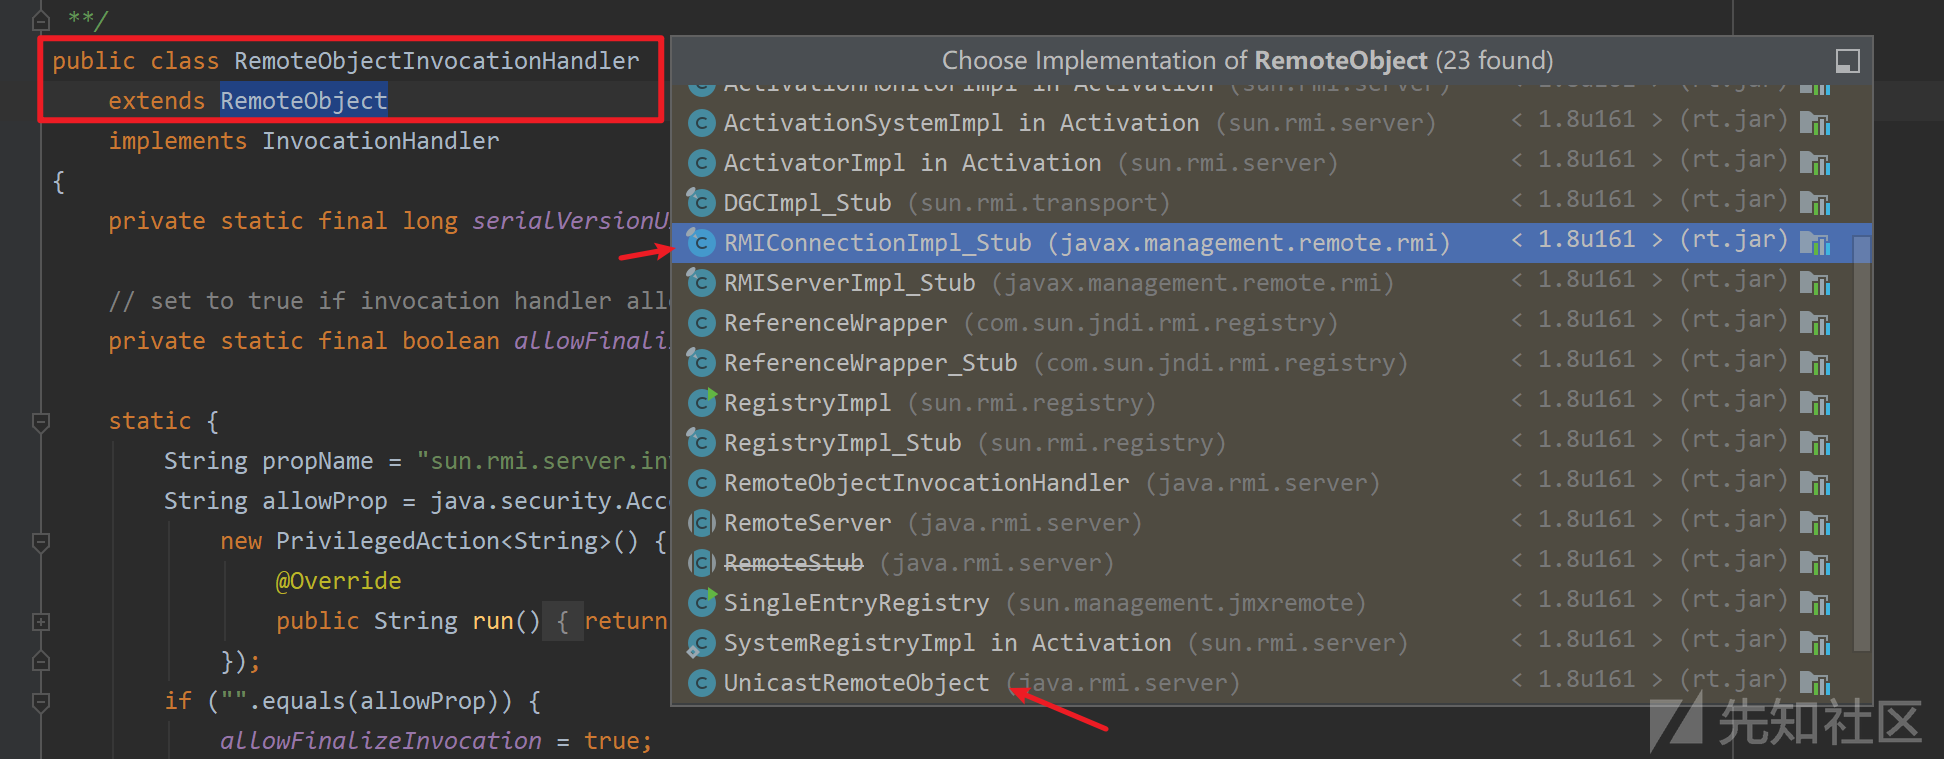 **/
public class RemoteObjectInvocationHandler
extends RemoteObject
implements InvocationHandler
{
private static final long serialVersionU
// set to true if invocation handler all
private static final boolean allowFinali
static {
String propName = "sun.rmi.server.in
String allowProp = java.security.Acc
new PrivilegedAction<String>() {
@Override
public String run() { return
});
if ("".equals(allowProp)) {
allowFinalizeInvocation = true;
Choose Implementation of RemoteObject (23 found)
ActivationMonitorImpl in Activation (sun.rmi.server) < 1.8u161 > (rt.jar)
ActivationSystemImpl in Activation (sun.rmi.server) < 1.8u161 > (rt.jar)
ActivatorImpl in Activation (sun.rmi.server) < 1.8u161 > (rt.jar)
DGCImpl_Stub (sun.rmi.transport) < 1.8u161 > (rt.jar)
RMIConnectionImpl_Stub (javax.management.remote.rmi) < 1.8u161 > (rt.jar)
RMIServerImpl_Stub (javax.management.remote.rmi) < 1.8u161 > (rt.jar)
ReferenceWrapper (com.sun.jndi.rmi.registry) < 1.8u161 > (rt.jar)
ReferenceWrapper_Stub (com.sun.jndi.rmi.registry) < 1.8u161 > (rt.jar)
RegistryImpl (sun.rmi.registry) < 1.8u161 > (rt.jar)
RegistryImpl_Stub (sun.rmi.registry) < 1.8u161 > (rt.jar)
RemoteObjectInvocationHandler (java.rmi.server) < 1.8u161 > (rt.jar)
RemoteServer (java.rmi.server) < 1.8u161 > (rt.jar)
RemoteStub (java.rmi.server) < 1.8u161 > (rt.jar)
SingleEntryRegistry (sun.management.jmxremote) < 1.8u161 > (rt.jar)
SystemRegistryImpl in Activation (sun.rmi.server) < 1.8u161 > (rt.jar)
UnicastRemoteObject (java.rmi.server) < 1.8u161 > (rt.jar)
先知社区